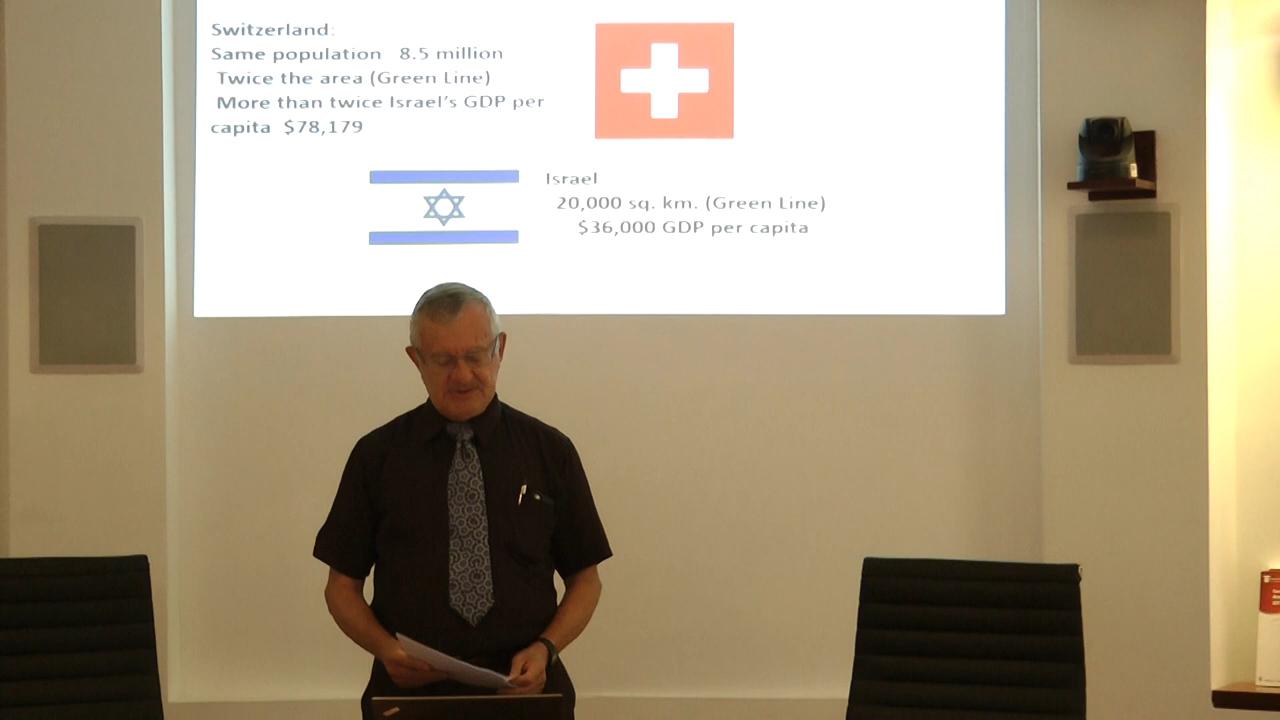 Switzerland:
Same population 8.5 million
Twice the area (Green Line)
More than twice Israel's GDP per
capita $78,179
Israel
20,000 sq. km. (Green Line)
$36,000 GDP per capita